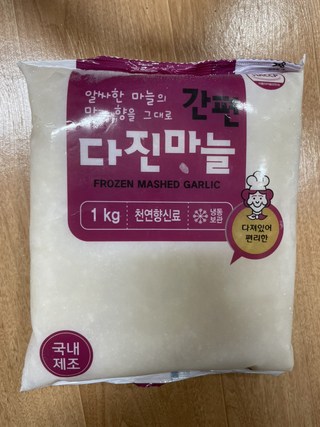 알싸한 마늘의
맛과 향을 그대로
간편
다진마늘
FROZEN MASHED GARLIC
1 kg
천연향신료
냉동
보관
다져있어
편리한
국내
제조